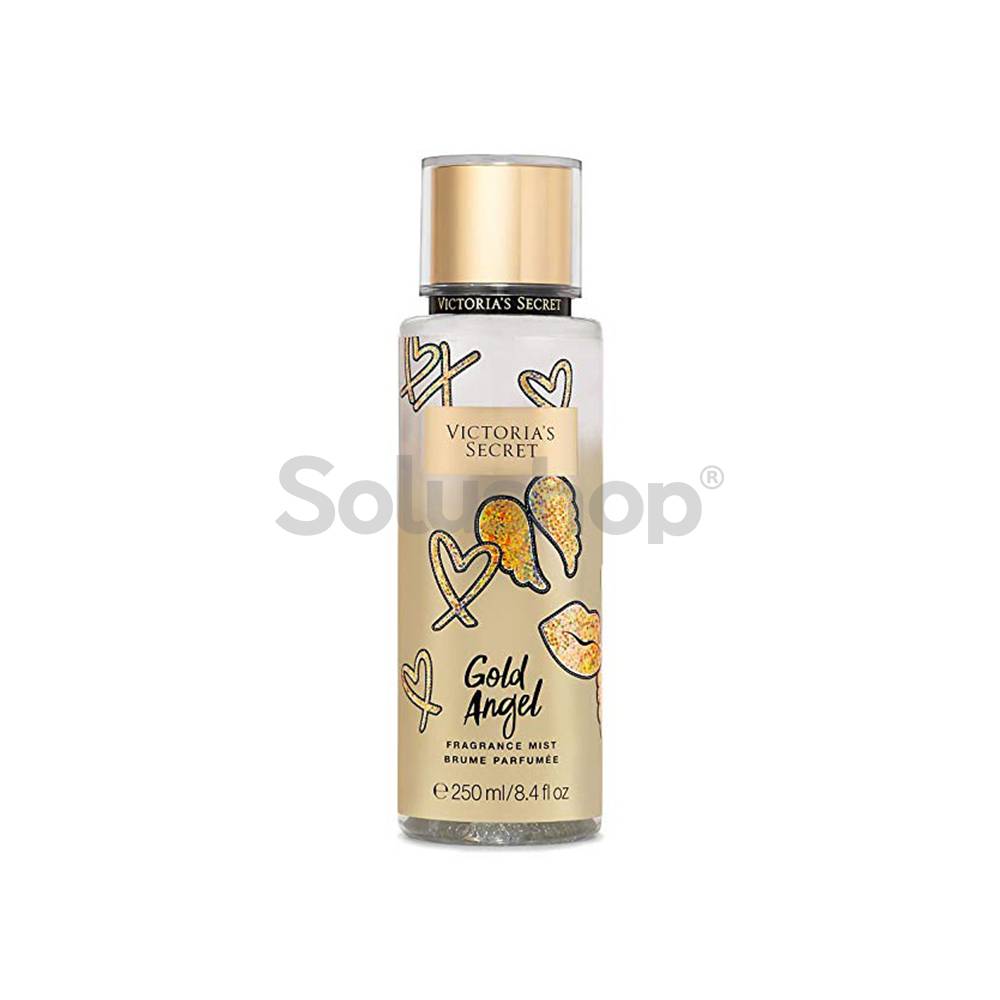 VICTORIA'S SECRET
VICTORIA'S
SECRET
Solushop®
Gold
Angel
FRAGRANCE MIST
BRUME PARFUMÉE
℮ 250 ml/8.4 fl oz